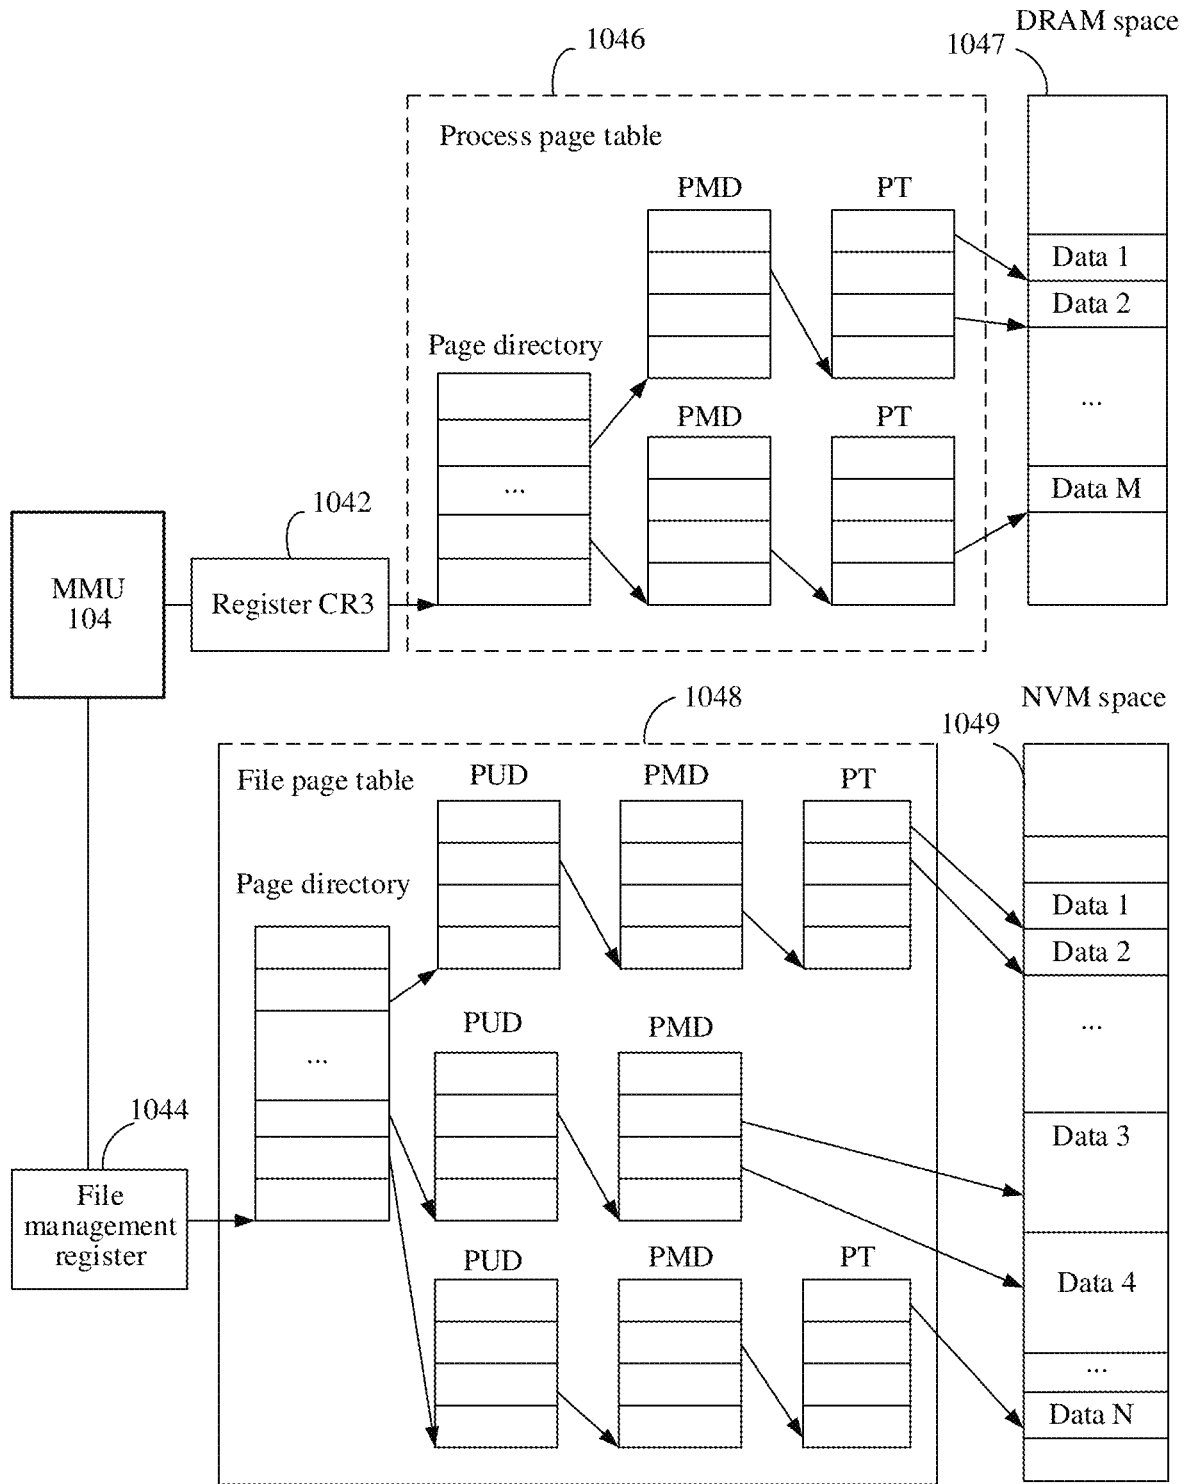 DRAM space
1046
1047
Process page table
PMD
PT
Data 1
Data 2
Page directory
...
PMD
PT
...
Data M
1042
MMU
104
Register CR3
1048
NVM space
1049
File page table
PUD
PMD
PT
Page directory
Data 1
Data 2
...
PUD
PMD
...
1044
Data 3
File
management
register
PUD
PMD
PT
Data 4
...
Data N